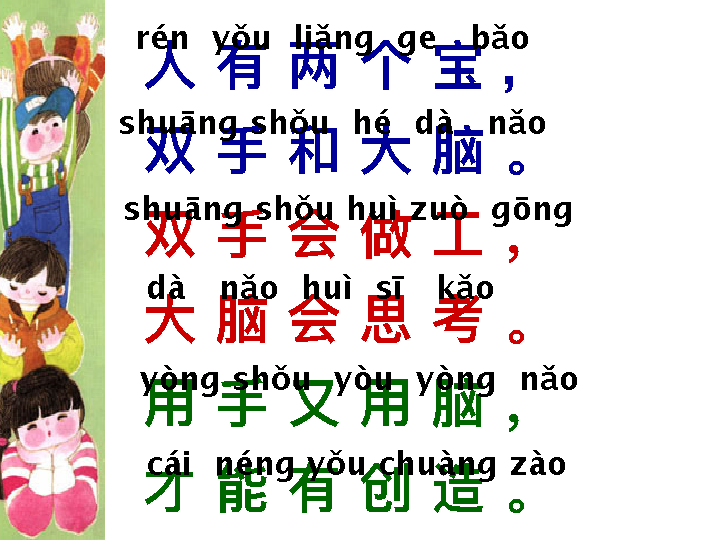 rén yǒu liǎng ge bǎo
人有两个宝，
shuāng shǒu hé dà nǎo
双手和大脑。
shuāng shǒu huì zuò gōng
双手会做工，
dà nǎo huì sī kǎo
大脑会思考。
yòng shǒu yòu yòng nǎo
用手又用脑，
cái néng yǒu chuàng zào
才能有创造。